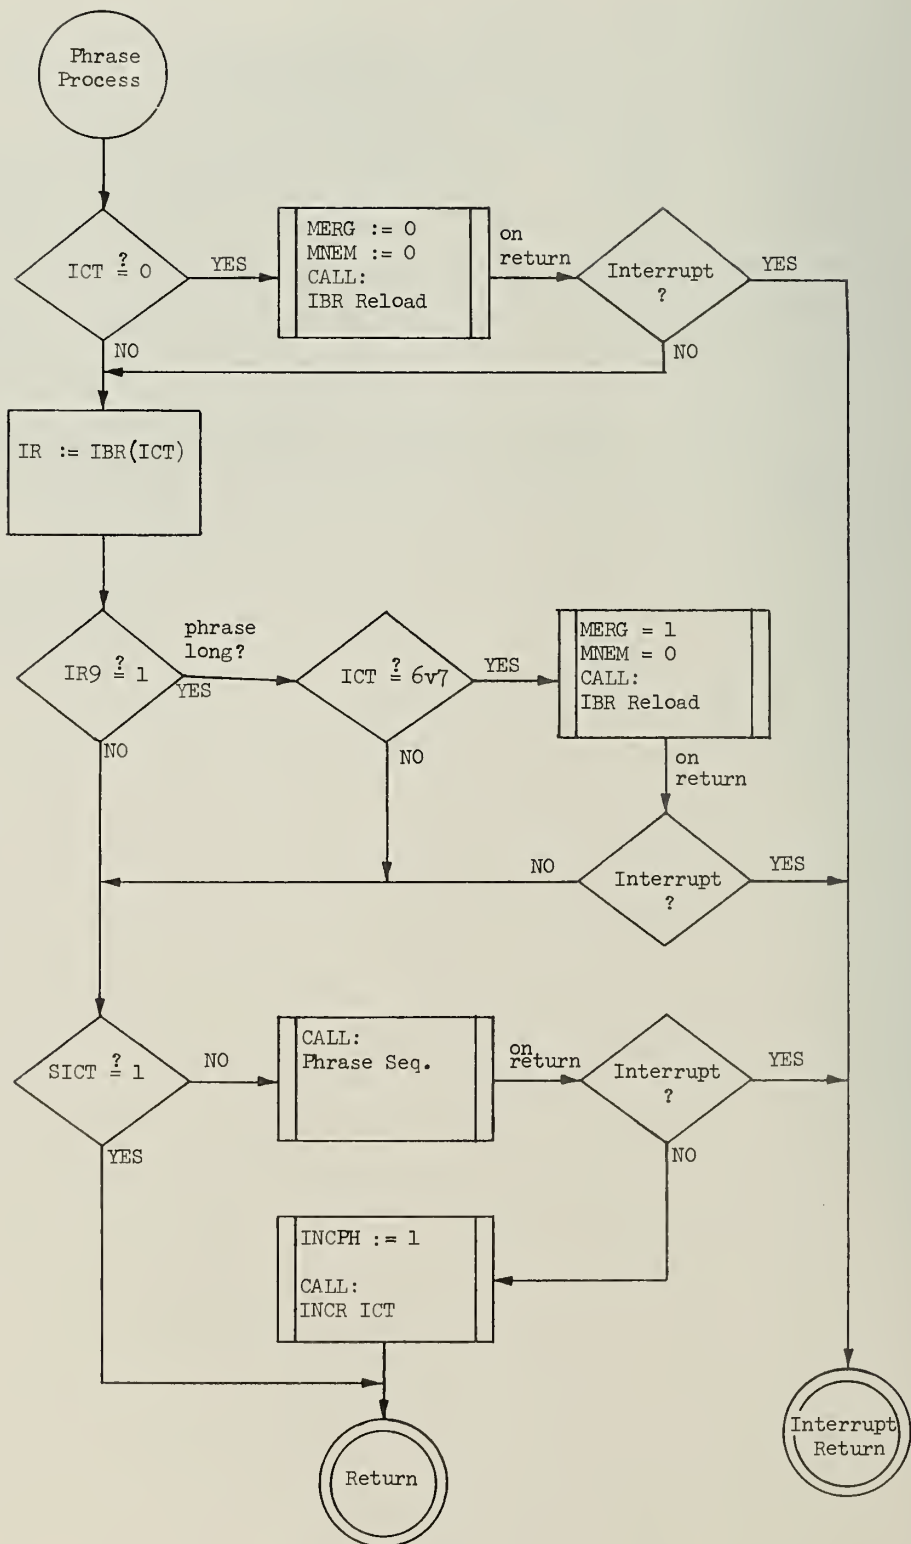 Phrase
Process
ICT ≟ 0
YES
MERG := 0
MNEM := 0
CALL:
IBR Reload
on
return
Interrupt
?
YES
NO
NO
IR := IBR(ICT)
IR9 ≟ 1
phrase
long?
YES
ICT ≟ 6v7
YES
MERG = 1
MNEM = 0
CALL:
IBR Reload
NO
NO
on
return
NO
Interrupt
?
YES
SICT ≟ 1
NO
CALL:
Phrase Seq.
on
return
Interrupt
?
YES
YES
NO
INCPH := 1
CALL:
INCR ICT
Interrupt
Return
Return